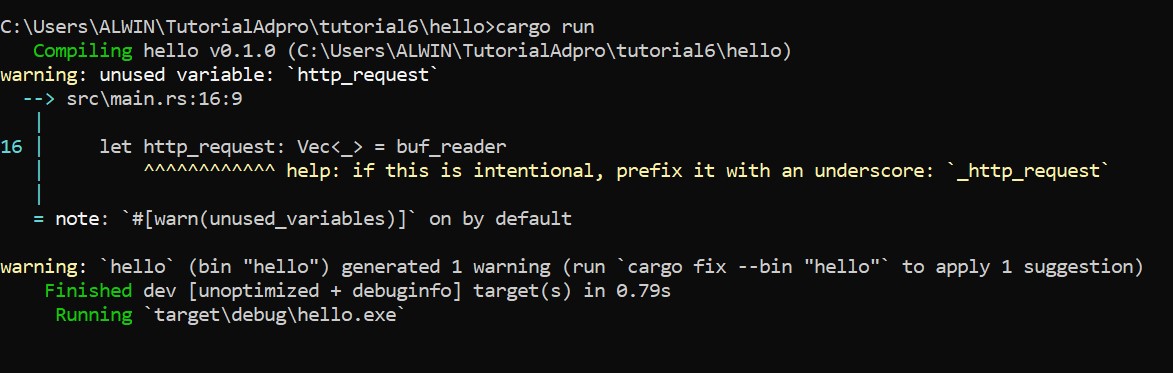 C:\Users\ALWIN\TutorialAdpro\tutorial6\hello>cargo run
   Compiling hello v0.1.0 (C:\Users\ALWIN\TutorialAdpro\tutorial6\hello)
warning: unused variable: `http_request`
  --> src\main.rs:16:9
   |
16 |     let http_request: Vec<_> = buf_reader
   |         ^^^^^^^^^^^^ help: if this is intentional, prefix it with an underscore: `_http_request`
   |
   = note: `#[warn(unused_variables)]` on by default
warning: `hello` (bin "hello") generated 1 warning (run `cargo fix --bin "hello"` to apply 1 suggestion)
    Finished dev [unoptimized + debuginfo] target(s) in 0.79s
     Running `target\debug\hello.exe`